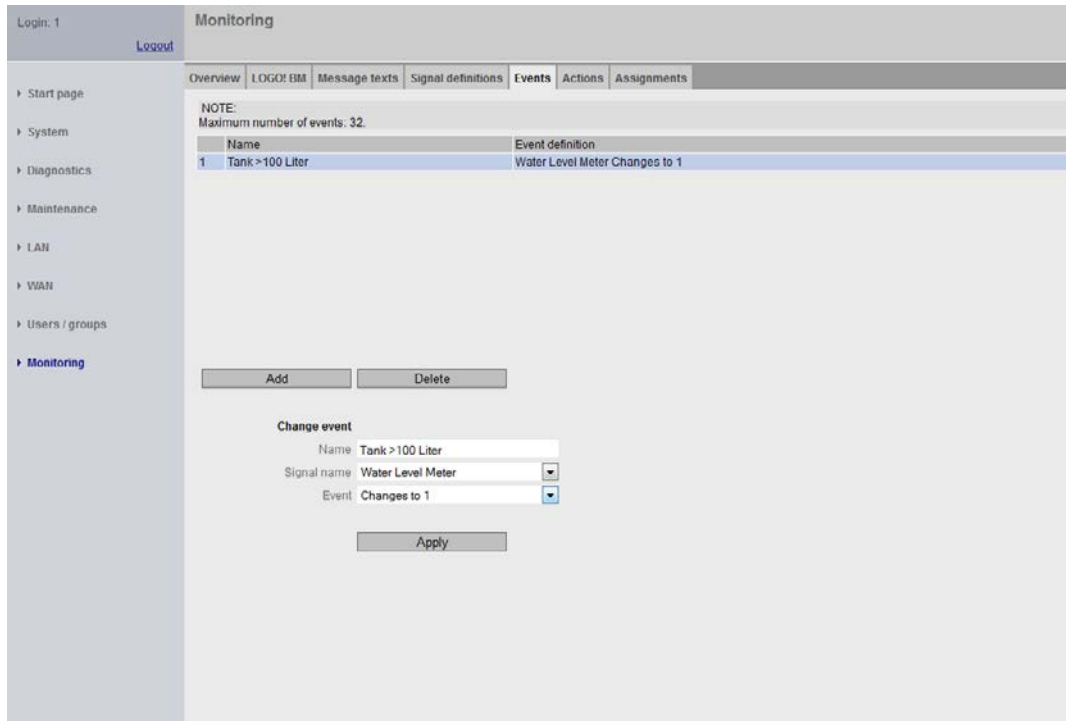 Login: 1
Logout
Monitoring
Start page
System
Diagnostics
Maintenance
LAN
WAN
Users / groups
Monitoring
Overview LOGO! BM Message texts Signal definitions Events Actions Assignments
NOTE:
Maximum number of events: 32.
Name Event definition
1 Tank >100 Liter Water Level Meter Changes to 1
Add Delete
Change event
Name Tank >100 Liter
Signal name Water Level Meter
Event Changes to 1
Apply